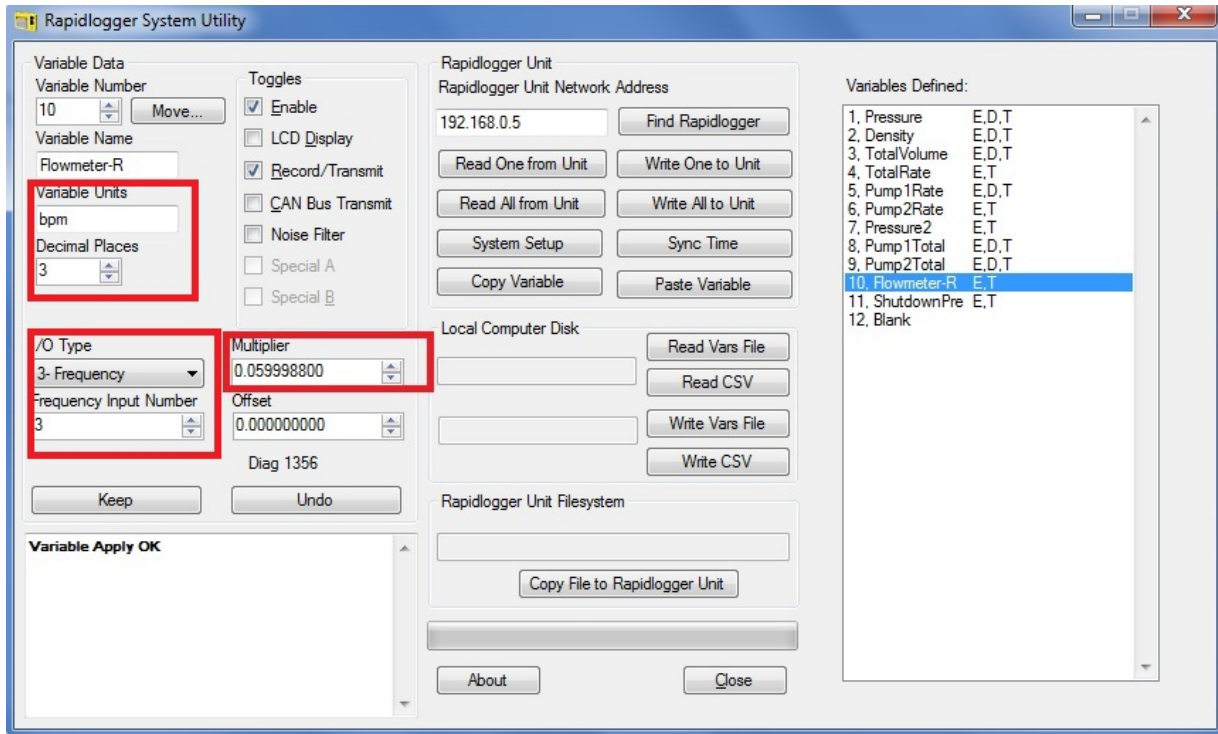 Rapidlogger System Utility
Variable Data
Variable Number
10
Move...
Variable Name
Flowmeter-R
Variable Units
bpm
Decimal Places
3
Toggles
Enable
LCD Display
Record/Transmit
CAN Bus Transmit
Noise Filter
Special A
Special B
I/O Type
3- Frequency
Frequency Input Number
3
Multiplier
0.059998800
Offset
0.000000000
Diag 1356
Keep
Undo
Variable Apply OK
Rapidlogger Unit
Rapidlogger Unit Network Address
192.168.0.5
Find Rapidlogger
Read One from Unit
Write One to Unit
Read All from Unit
Write All to Unit
System Setup
Sync Time
Copy Variable
Paste Variable
Local Computer Disk
Read Vars File
Read CSV
Write Vars File
Write CSV
Rapidlogger Unit Filesystem
Copy File to Rapidlogger Unit
About
Close
Variables Defined:
1, Pressure E,D,T
2, Density E,D,T
3, TotalVolume E,D,T
4, TotalRate E,T
5, Pump1Rate E,D,T
6, Pump2Rate E,T
7, Pressure2 E,T
8, Pump1Total E,D,T
9, Pump2Total E,D,T
10, Flowmeter-R E,T
11, ShutdownPre E,T
12, Blank